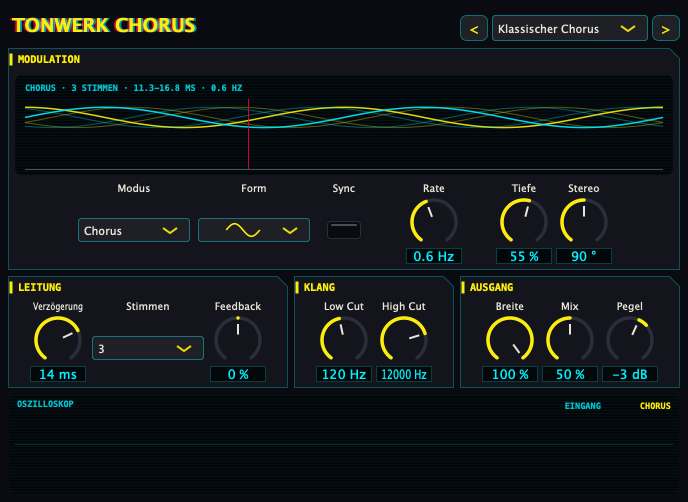 TONWERK CHORUS
< Klassischer Chorus >
MODULATION
CHORUS · 3 STIMMEN · 11.3–16.8 MS · 0.6 HZ
Modus Form Sync Rate Tiefe Stereo
Chorus
0.6 Hz 55 % 90 °
LEITUNG
Verzögerung Stimmen Feedback
3
14 ms 0 %
KLANG
Low Cut High Cut
120 Hz 12000 Hz
AUSGANG
Breite Mix Pegel
100 % 50 % −3 dB
OSZILLOSKOP EINGANG CHORUS